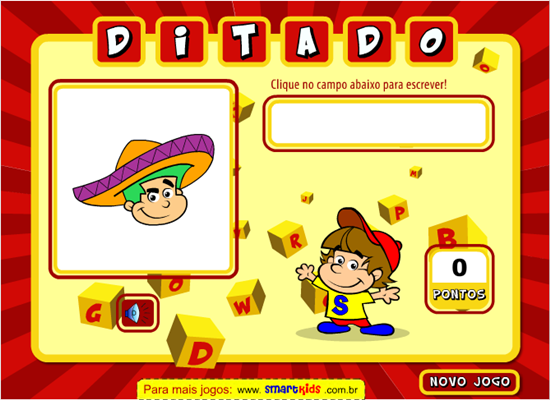 DiTADO
Clique no campo abaixo para escrever!
O
J
M
P
R
B
0
PONTOS
S
O
W
G
D
Para mais jogos: www. smartkids .com.br
NOVO JOGO